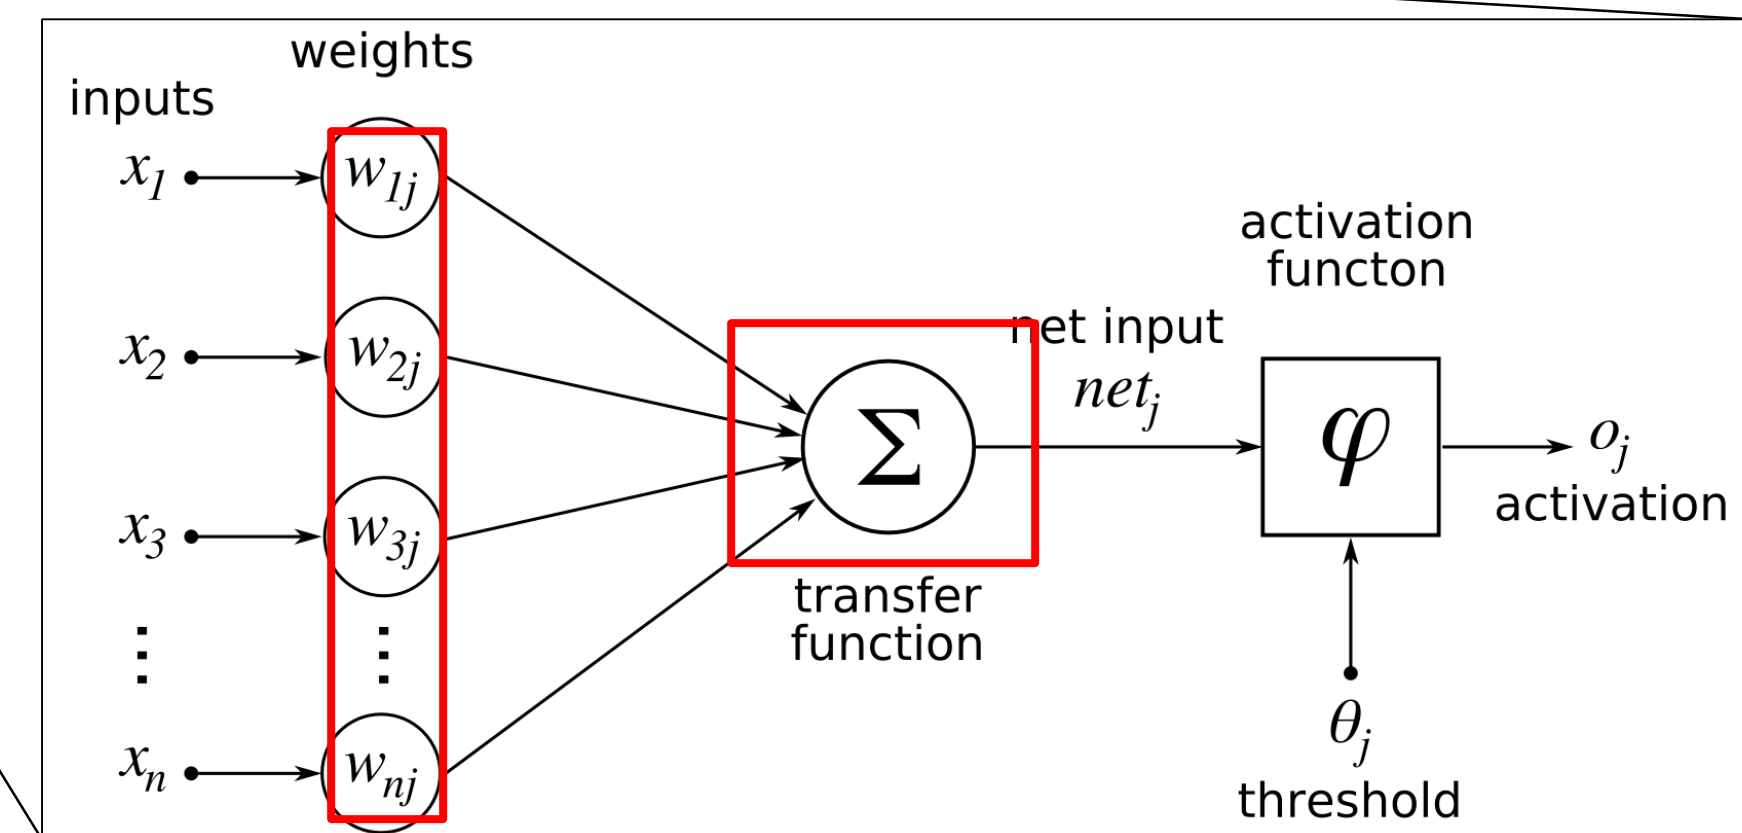 weights
inputs
x1
w1j
x2
w2j
x3
w3j
⋮
⋮
xn
wnj
Σ
transfer
function
net input
netj
activation
functon
φ
oj
activation
θj
threshold